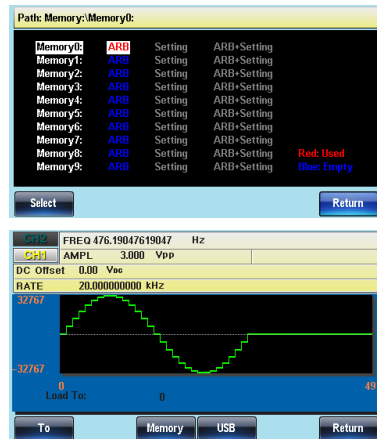 Path: Memory:\Memory0:
Memory0: ARB Setting ARB+Setting
Memory1: ARB Setting ARB+Setting
Memory2: ARB Setting ARB+Setting
Memory3: ARB Setting ARB+Setting
Memory4: ARB Setting ARB+Setting
Memory5: ARB Setting ARB+Setting
Memory6: ARB Setting ARB+Setting
Memory7: ARB Setting ARB+Setting
Memory8: ARB Setting ARB+Setting Red: Used
Memory9: ARB Setting ARB+Setting Blue: Empty
Select Return
CH2 FREQ 476.19047619047 Hz
CH1 AMPL 3.000 Vpp
DC Offset 0.00 Vdc
RATE 20.000000000 kHz
32767
-32767
0 49
Load To: 0
To Memory USB Return